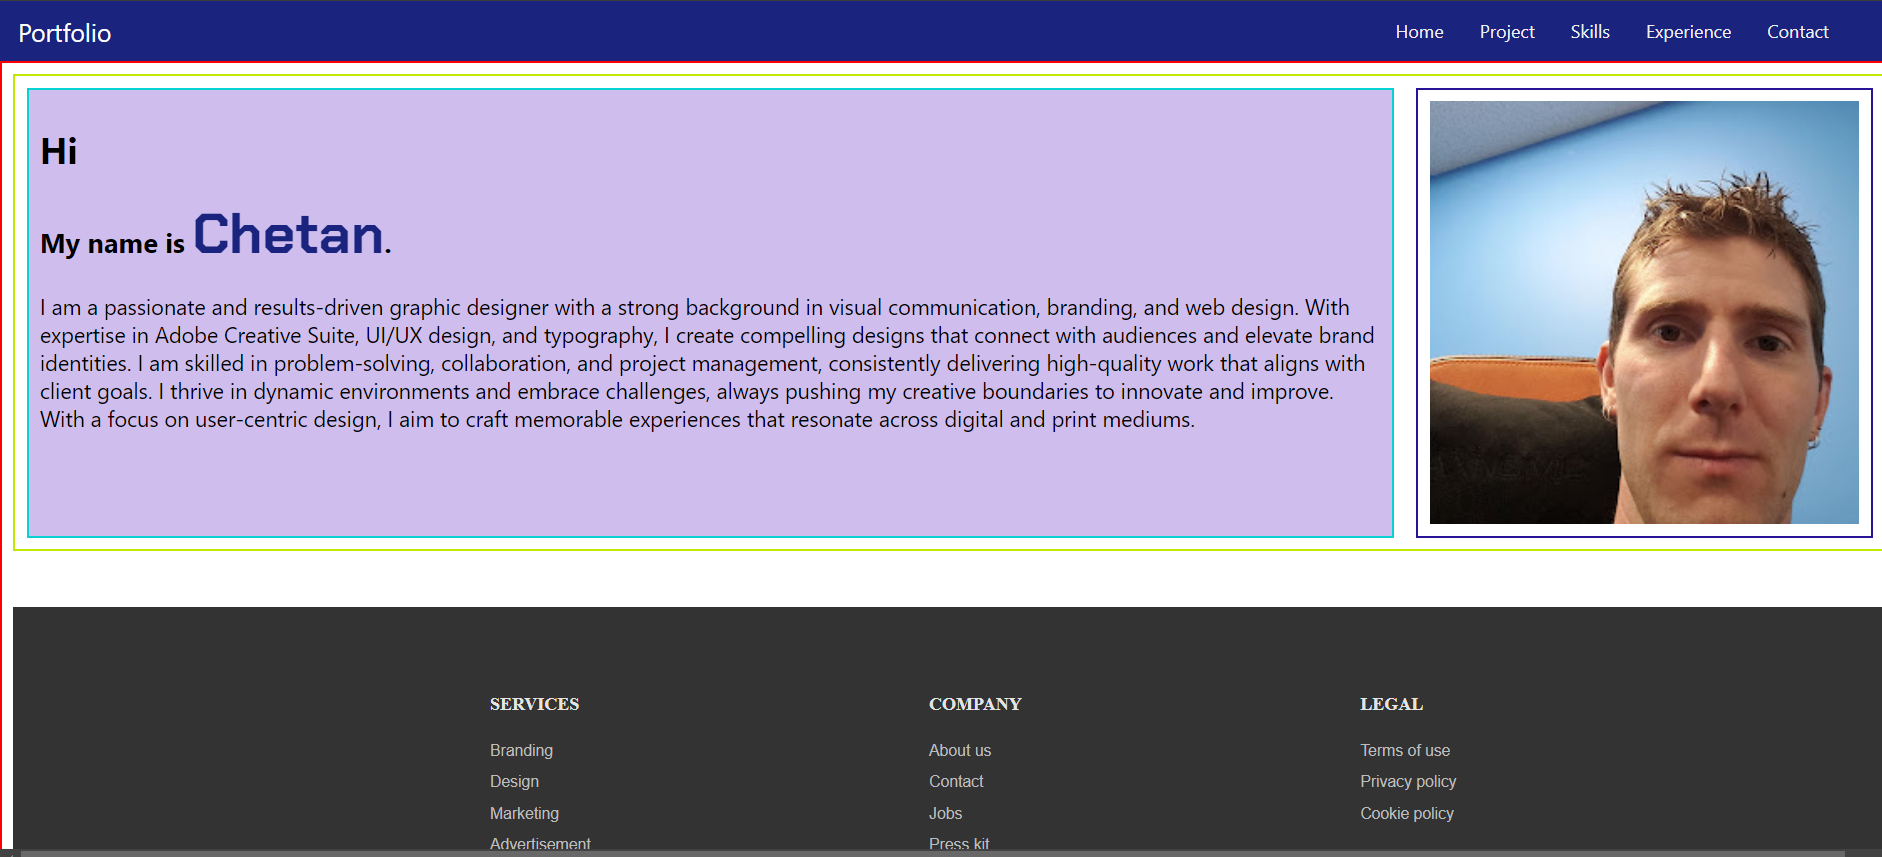 Portfolio
Home Project Skills Experience Contact
Hi
My name is Chetan.
I am a passionate and results-driven graphic designer with a strong background in visual communication, branding, and web design. With
expertise in Adobe Creative Suite, UI/UX design, and typography, I create compelling designs that connect with audiences and elevate brand
identities. I am skilled in problem-solving, collaboration, and project management, consistently delivering high-quality work that aligns with
client goals. I thrive in dynamic environments and embrace challenges, always pushing my creative boundaries to innovate and improve.
With a focus on user-centric design, I aim to craft memorable experiences that resonate across digital and print mediums.
SERVICES
Branding
Design
Marketing
Advertisement
COMPANY
About us
Contact
Jobs
Press kit
LEGAL
Terms of use
Privacy policy
Cookie policy